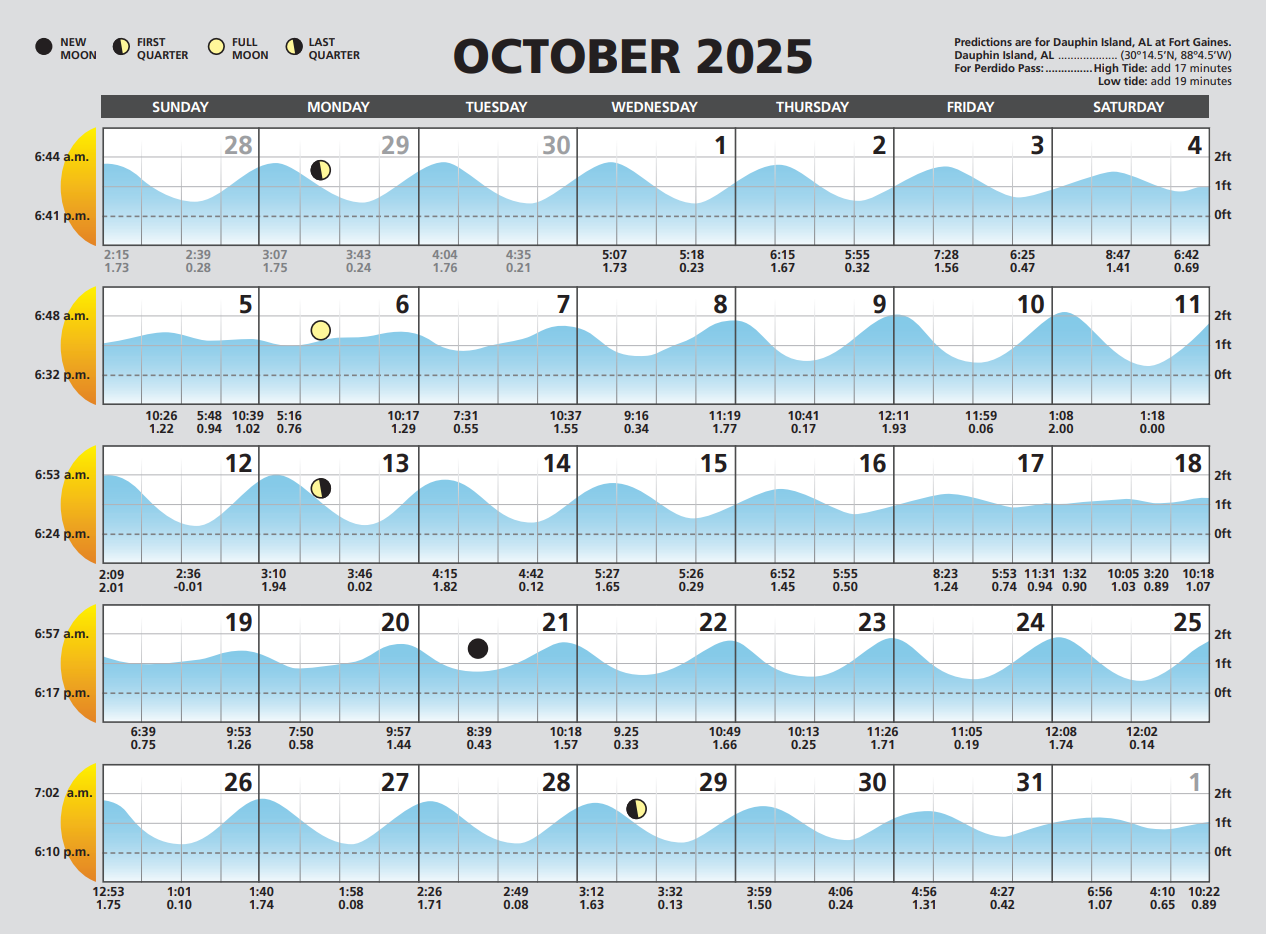 NEW MOON
FIRST QUARTER
FULL MOON
LAST QUARTER
OCTOBER 2025
Predictions are for Dauphin Island, AL at Fort Gaines.
Dauphin Island, AL ................... (30°14.5'N, 88°4.5'W)
For Perdido Pass:...............High Tide: add 17 minutes
Low tide: add 19 minutes
SUNDAY MONDAY TUESDAY WEDNESDAY THURSDAY FRIDAY SATURDAY
28 29 30 1 2 3 4
6:44 a.m. 2ft
1ft
6:41 p.m. 0ft
2:15 2:39 3:07 3:43 4:04 4:35 5:07 5:18 6:15 5:55 7:28 6:25 8:47 6:42
1.73 0.28 1.75 0.24 1.76 0.21 1.73 0.23 1.67 0.32 1.56 0.47 1.41 0.69
5 6 7 8 9 10 11
6:48 a.m. 2ft
1ft
6:32 p.m. 0ft
10:26 5:48 10:39 5:16 10:17 7:31 10:37 9:16 11:19 10:41 12:11 11:59 1:08 1:18
1.22 0.94 1.02 0.76 1.29 0.55 1.55 0.34 1.77 0.17 1.93 0.06 2.00 0.00
12 13 14 15 16 17 18
6:53 a.m. 2ft
1ft
6:24 p.m. 0ft
2:09 2:36 3:10 3:46 4:15 4:42 5:27 5:26 6:52 5:55 8:23 5:53 11:31 1:32 10:05 3:20 10:18
2.01 -0.01 1.94 0.02 1.82 0.12 1.65 0.29 1.45 0.50 1.24 0.74 0.94 0.90 1.03 0.89 1.07
19 20 21 22 23 24 25
6:57 a.m. 2ft
1ft
6:17 p.m. 0ft
6:39 9:53 7:50 9:57 8:39 10:18 9.25 10:49 10:13 11:26 11:05 12:08 12:02
0.75 1.26 0.58 1.44 0.43 1.57 0.33 1.66 0.25 1.71 0.19 1.74 0.14
26 27 28 29 30 31 1
7:02 a.m. 2ft
1ft
6:10 p.m. 0ft
12:53 1:01 1:40 1:58 2:26 2:49 3:12 3:32 3:59 4:06 4:56 4:27 6:56 4:10 10:22
1.75 0.10 1.74 0.08 1.71 0.08 1.63 0.13 1.50 0.24 1.31 0.42 1.07 0.65 0.89